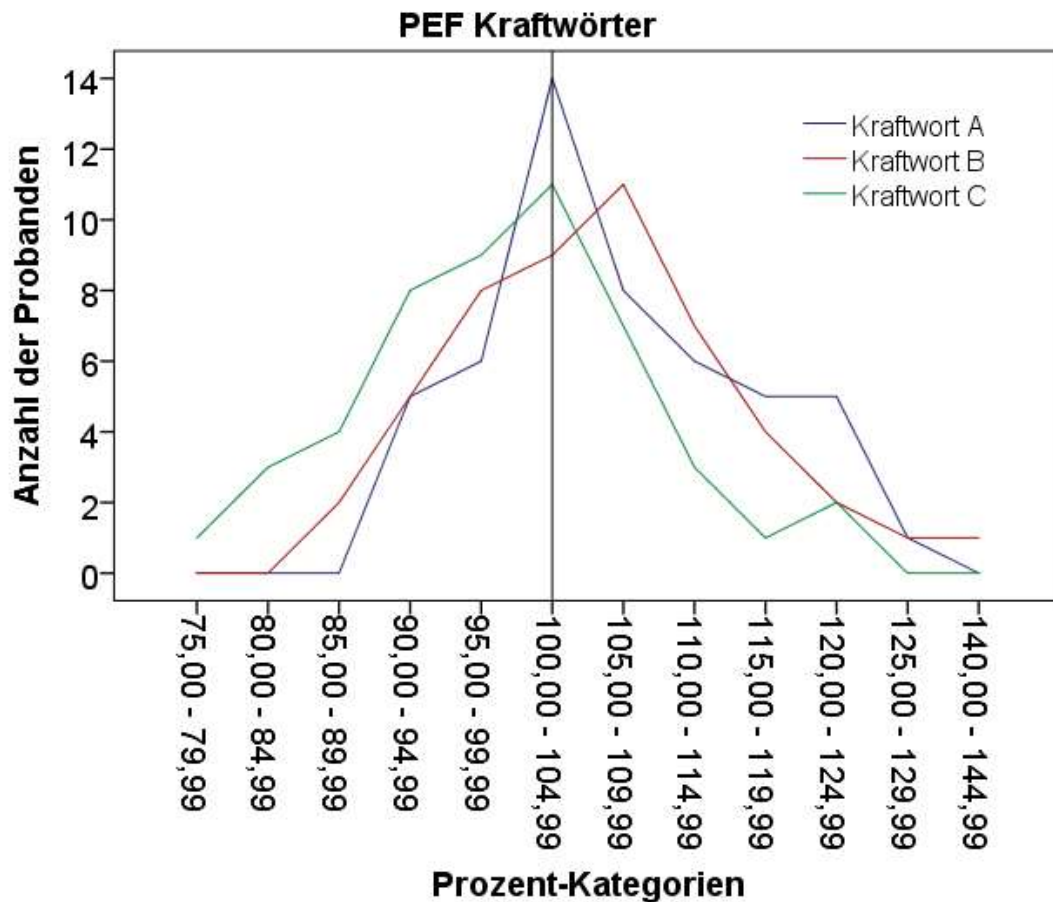 PEF Kraftwörter
Anzahl der Probanden
14
12
10
8
6
4
2
0
Kraftwort A
Kraftwort B
Kraftwort C
75,00 - 79,99
80,00 - 84,99
85,00 - 89,99
90,00 - 94,99
95,00 - 99,99
100,00 - 104,99
105,00 - 109,99
110,00 - 114,99
115,00 - 119,99
120,00 - 124,99
125,00 - 129,99
140,00 - 144,99
Prozent-Kategorien